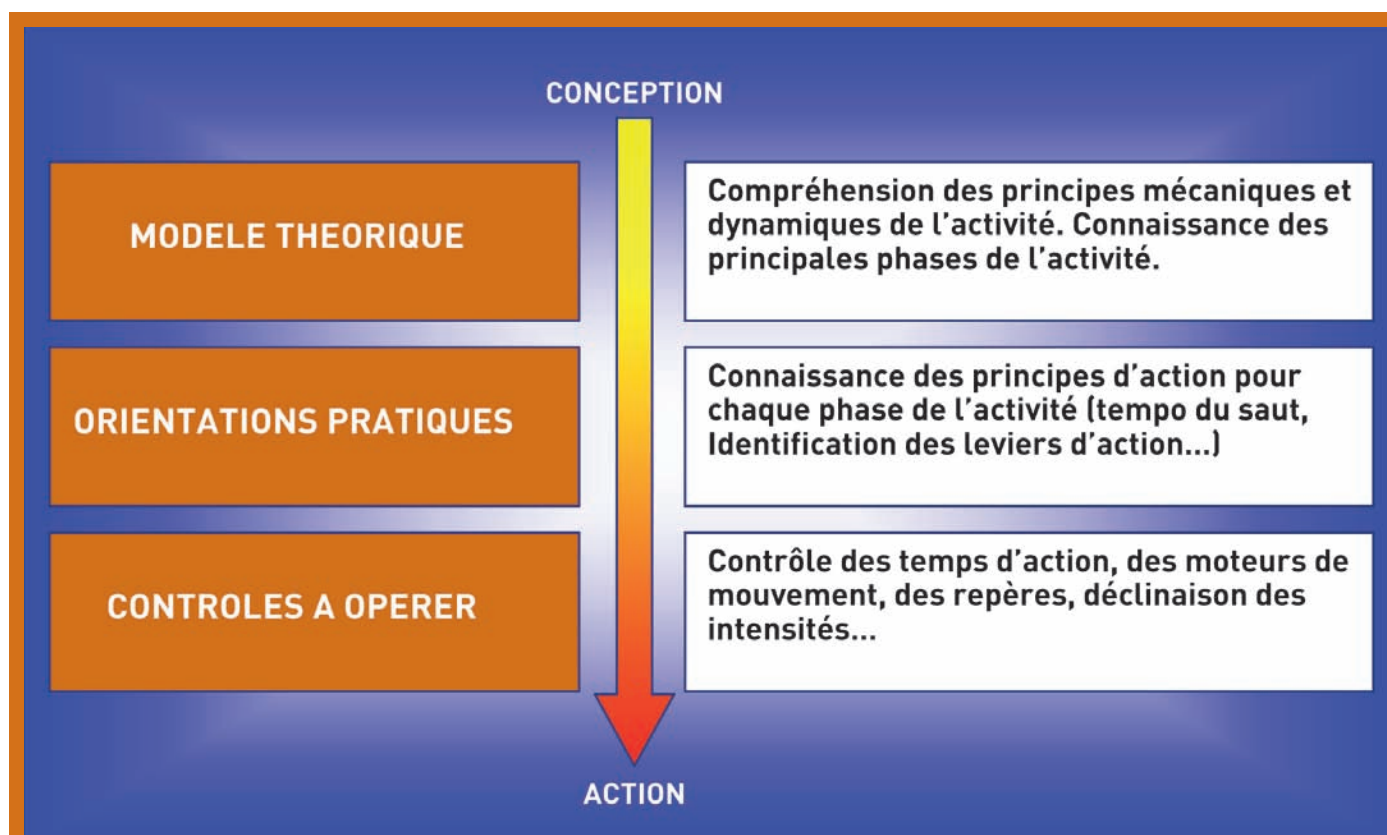 CONCEPTION
MODELE THEORIQUE
Compréhension des principes mécaniques et
dynamiques de l’activité. Connaissance des
principales phases de l’activité.
ORIENTATIONS PRATIQUES
Connaissance des principes d’action pour
chaque phase de l’activité (tempo du saut,
Identification des leviers d’action...)
CONTROLES A OPERER
Contrôle des temps d’action, des moteurs de
mouvement, des repères, déclinaison des
intensités...
ACTION